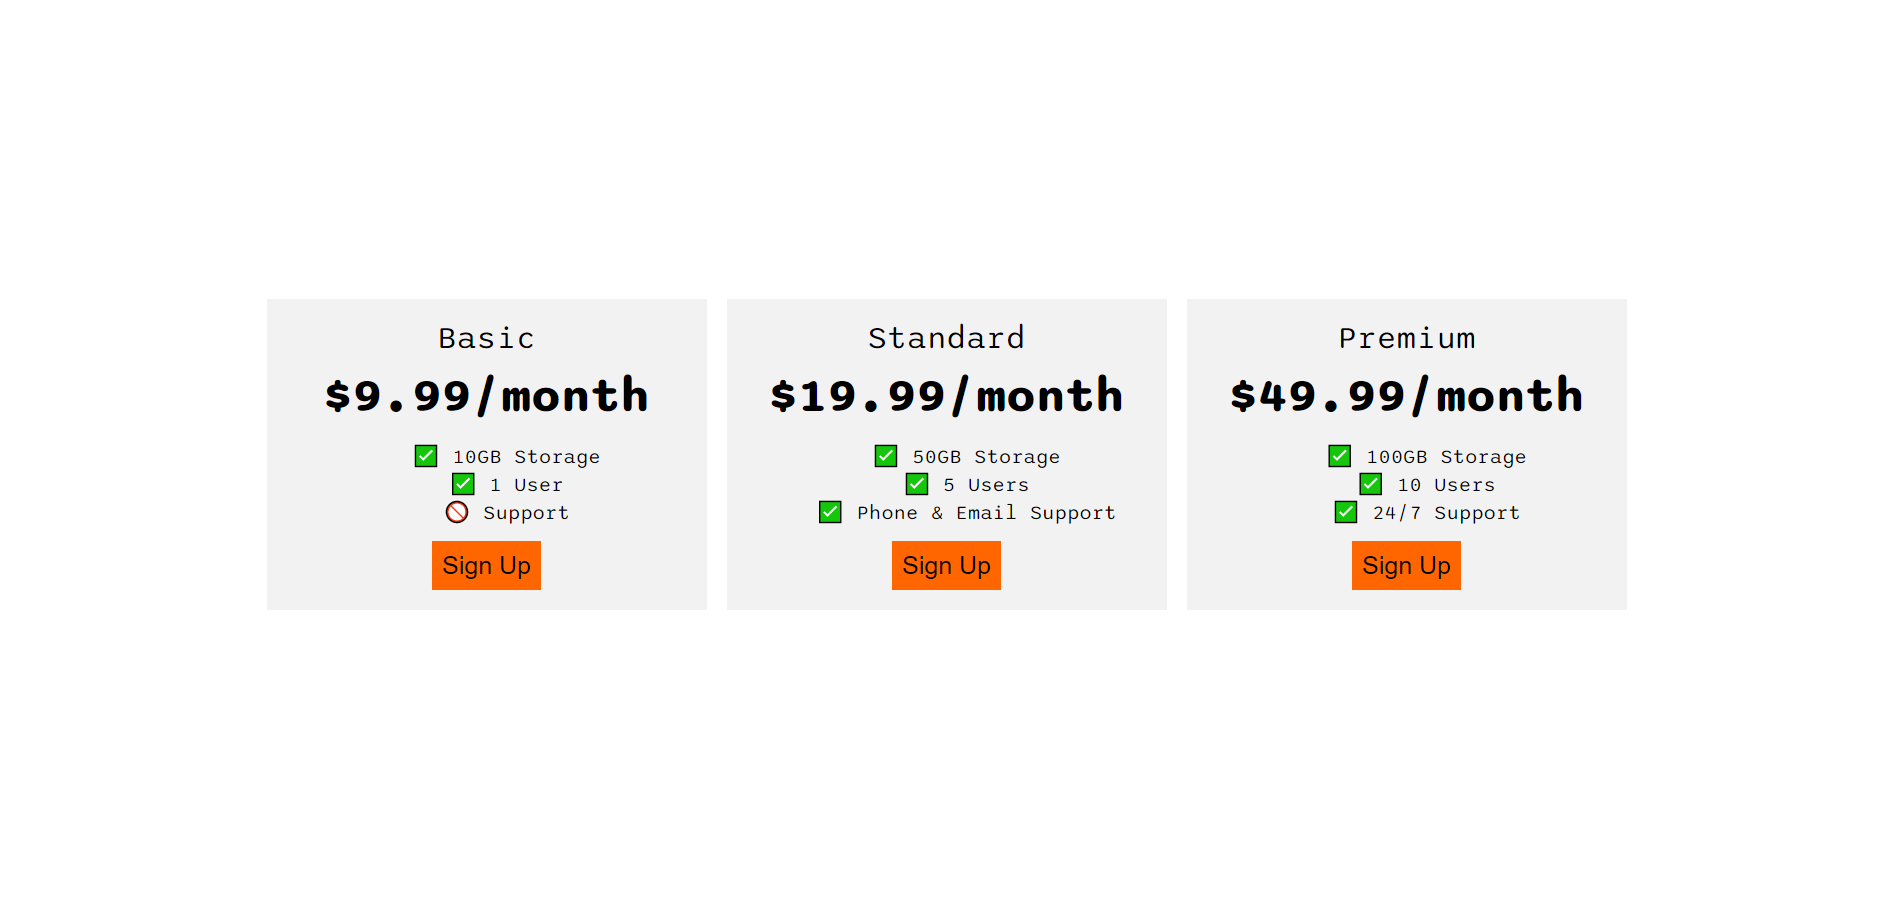 Basic
$9.99/month
✅ 10GB Storage
✅ 1 User
🚫 Support
Sign Up
Standard
$19.99/month
✅ 50GB Storage
✅ 5 Users
✅ Phone & Email Support
Sign Up
Premium
$49.99/month
✅ 100GB Storage
✅ 10 Users
✅ 24/7 Support
Sign Up